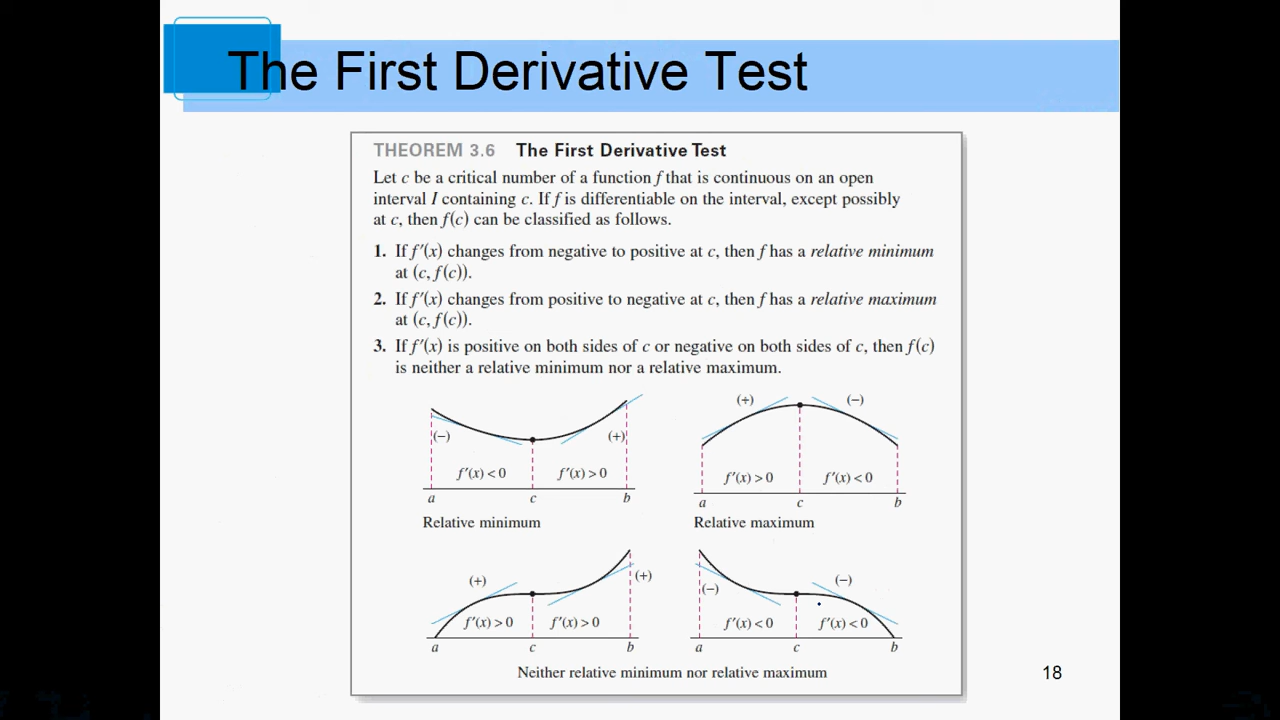 The First Derivative Test
THEOREM 3.6 The First Derivative Test
Let c be a critical number of a function f that is continuous on an open
interval I containing c. If f is differentiable on the interval, except possibly
at c, then f(c) can be classified as follows.
1. If f′(x) changes from negative to positive at c, then f has a relative minimum
at (c, f(c)).
2. If f′(x) changes from positive to negative at c, then f has a relative maximum
at (c, f(c)).
3. If f′(x) is positive on both sides of c or negative on both sides of c, then f(c)
is neither a relative minimum nor a relative maximum.
(−) (+)
f′(x) < 0 f′(x) > 0
a c b
Relative minimum
(+) (−)
f′(x) > 0 f′(x) < 0
a c b
Relative maximum
(+) (+)
f′(x) > 0 f′(x) > 0
a c b
(−) (−)
f′(x) < 0 f′(x) < 0
a c b
Neither relative minimum nor relative maximum
18